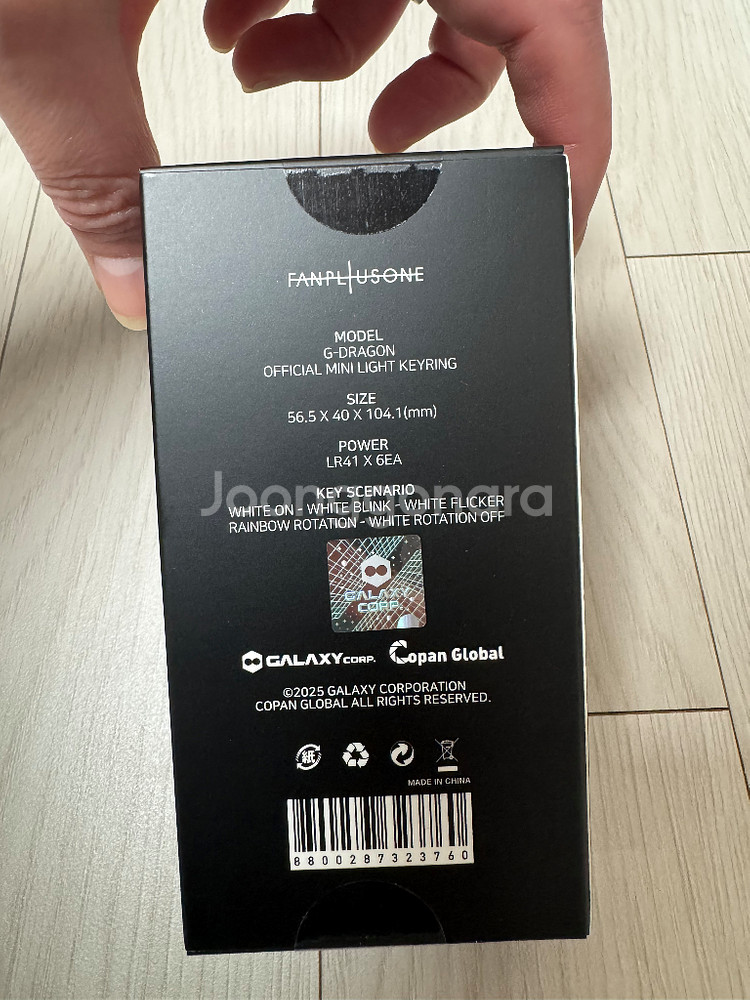 FANPLUSONE
MODEL
G-DRAGON
OFFICIAL MINI LIGHT KEYRING
SIZE
56.5 X 40 X 104.1(mm)
POWER
LR41 X 6EA
KEY SCENARIO
Joonggonara
WHITE ON - WHITE BLINK - WHITE FLICKER
RAINBOW ROTATION - WHITE ROTATION OFF
GALAXY
CORP.
GALAXY CORP. Copan Global
©2025 GALAXY CORPORATION
COPAN GLOBAL ALL RIGHTS RESERVED.
紙
MADE IN CHINA
8800287323760